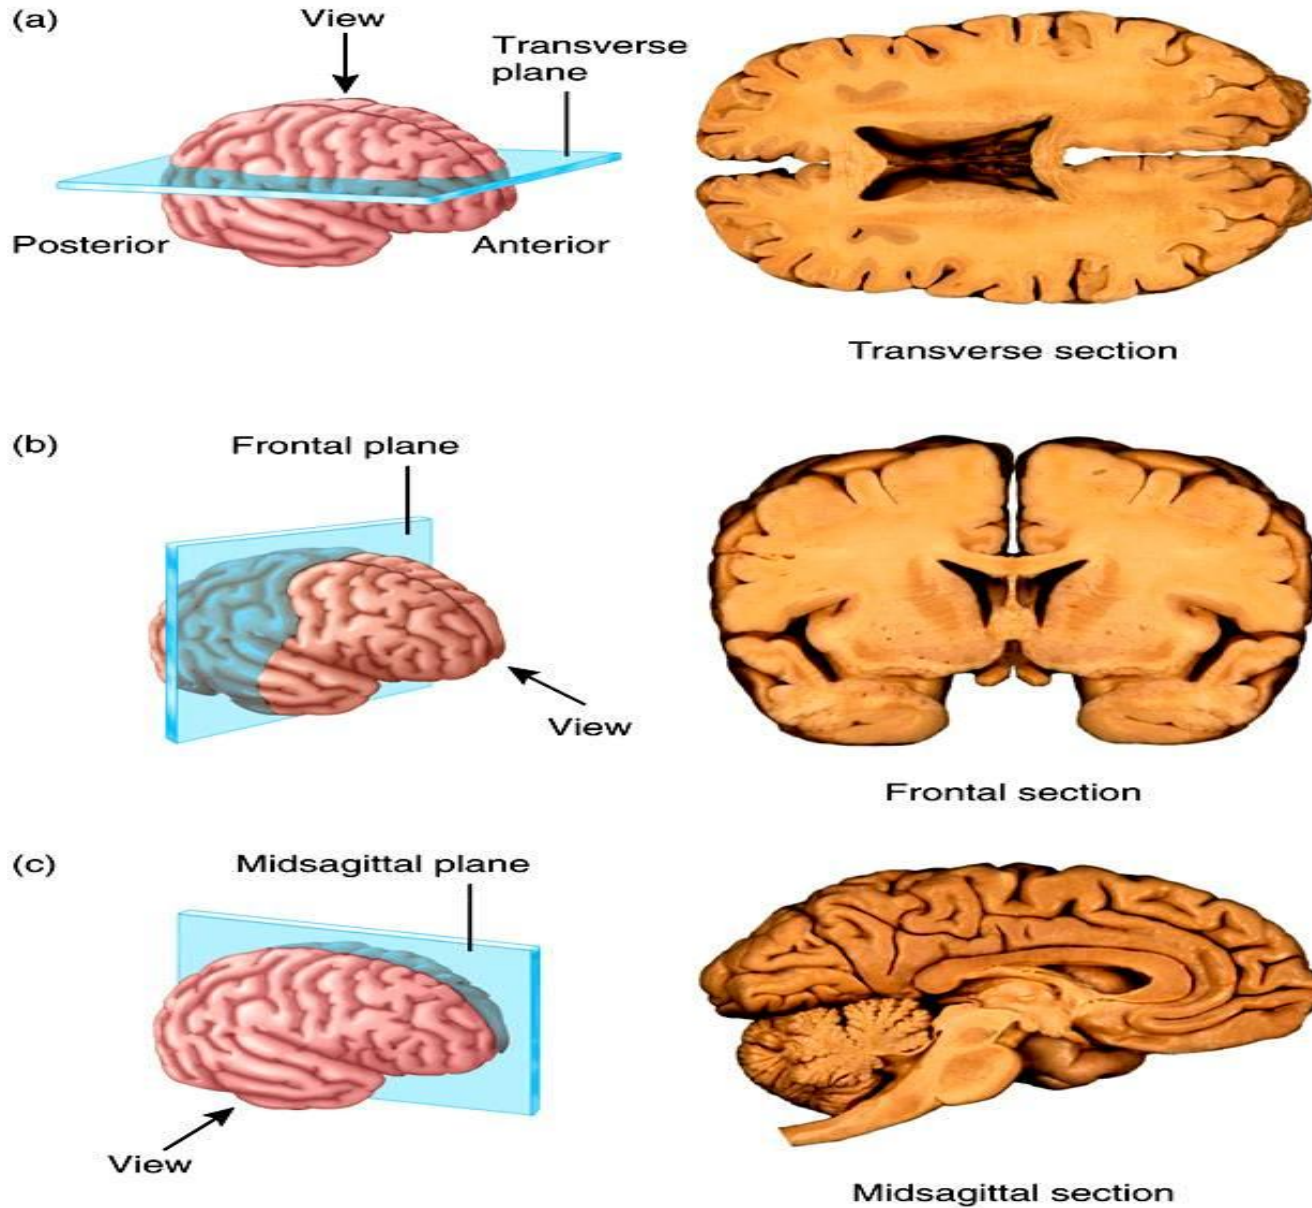 (a)
View
Transverse
plane
Posterior
Anterior
Transverse section
(b)
Frontal plane
View
Frontal section
(c)
Midsagittal plane
View
Midsagittal section